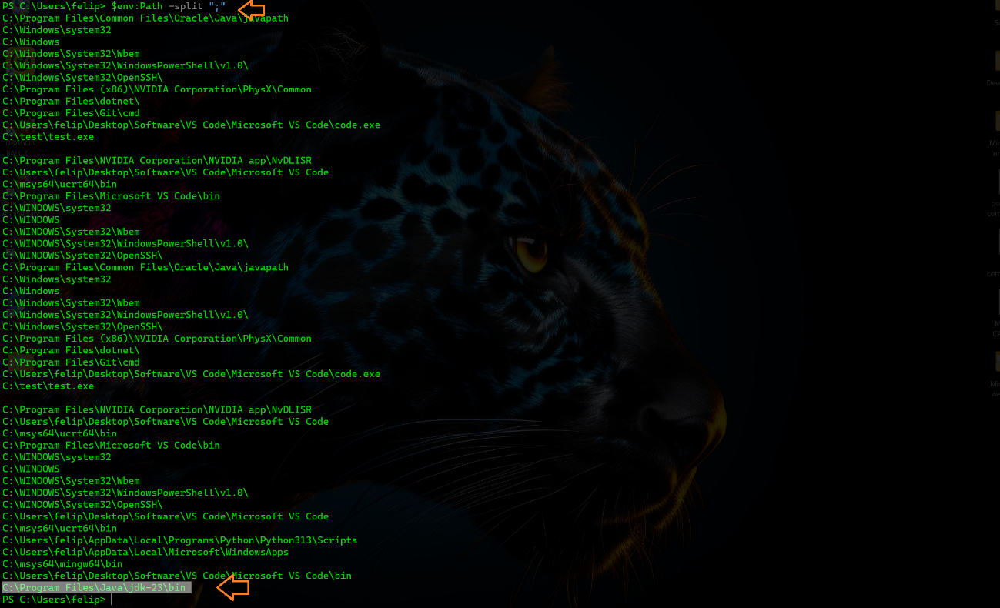 PS C:\Users\felip> $env:Path -split ";"
C:\Program Files\Common Files\Oracle\Java\javapath
C:\Windows\system32
C:\Windows
C:\Windows\System32\Wbem
C:\Windows\System32\WindowsPowerShell\v1.0\
C:\Windows\System32\OpenSSH\
C:\Program Files (x86)\NVIDIA Corporation\PhysX\Common
C:\Program Files\dotnet\
C:\Program Files\Git\cmd
C:\Users\felip\Desktop\Software\VS Code\Microsoft VS Code\code.exe
C:\test\test.exe
C:\Program Files\NVIDIA Corporation\NVIDIA app\NvDLISR
C:\Users\felip\Desktop\Software\VS Code\Microsoft VS Code
C:\msys64\ucrt64\bin
C:\Program Files\Microsoft VS Code\bin
C:\WINDOWS\system32
C:\WINDOWS
C:\WINDOWS\System32\Wbem
C:\WINDOWS\System32\WindowsPowerShell\v1.0\
C:\WINDOWS\System32\OpenSSH\
C:\Program Files\Common Files\Oracle\Java\javapath
C:\Windows\system32
C:\Windows
C:\Windows\System32\Wbem
C:\Windows\System32\WindowsPowerShell\v1.0\
C:\Windows\System32\OpenSSH\
C:\Program Files (x86)\NVIDIA Corporation\PhysX\Common
C:\Program Files\dotnet\
C:\Program Files\Git\cmd
C:\Users\felip\Desktop\Software\VS Code\Microsoft VS Code\code.exe
C:\test\test.exe
C:\Program Files\NVIDIA Corporation\NVIDIA app\NvDLISR
C:\Users\felip\Desktop\Software\VS Code\Microsoft VS Code
C:\msys64\ucrt64\bin
C:\Program Files\Microsoft VS Code\bin
C:\WINDOWS\system32
C:\WINDOWS
C:\WINDOWS\System32\Wbem
C:\WINDOWS\System32\WindowsPowerShell\v1.0\
C:\WINDOWS\System32\OpenSSH\
C:\Users\felip\Desktop\Software\VS Code\Microsoft VS Code
C:\msys64\ucrt64\bin
C:\Users\felip\AppData\Local\Programs\Python\Python313\Scripts
C:\Users\felip\AppData\Local\Microsoft\WindowsApps
C:\msys64\mingw64\bin
C:\Users\felip\Desktop\Software\VS Code\Microsoft VS Code\bin
C:\Program Files\Java\jdk-23\bin
PS C:\Users\felip>